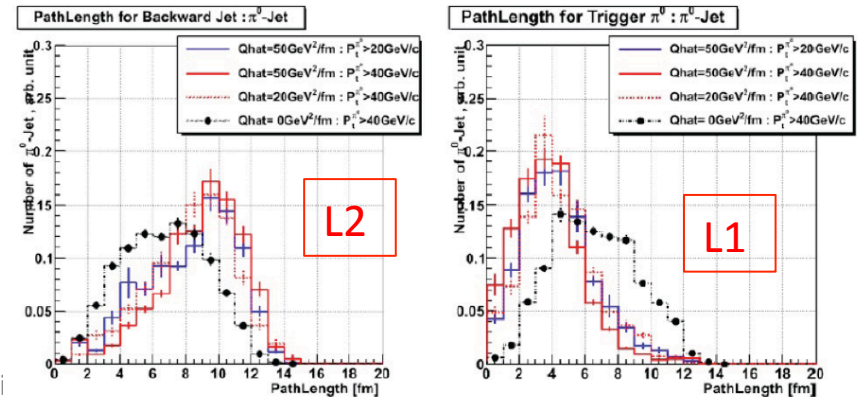 PathLength for Backward Jet :π⁰-Jet
Number of π⁰-Jet , arb. unit
0.3
0.25
0.2
0.15
0.1
0.05
0
Qhat=50GeV²/fm : P_t^π⁰>20GeV/c
Qhat=50GeV²/fm : P_t^π⁰>40GeV/c
Qhat=20GeV²/fm : P_t^π⁰>40GeV/c
Qhat= 0GeV²/fm : P_t^π⁰>40GeV/c
L2
0 2 4 6 8 10 12 14 16 18 20
PathLength [fm]
PathLength for Trigger π⁰ : π⁰-Jet
Number of π⁰-Jet , arb. unit
0.3
0.25
0.2
0.15
0.1
0.05
0
Qhat=50GeV²/fm : P_t^π⁰>20GeV/c
Qhat=50GeV²/fm : P_t^π⁰>40GeV/c
Qhat=20GeV²/fm : P_t^π⁰>40GeV/c
Qhat= 0GeV²/fm : P_t^π⁰>40GeV/c
L1
0 2 4 6 8 10 12 14 16 18 20
PathLength [fm]